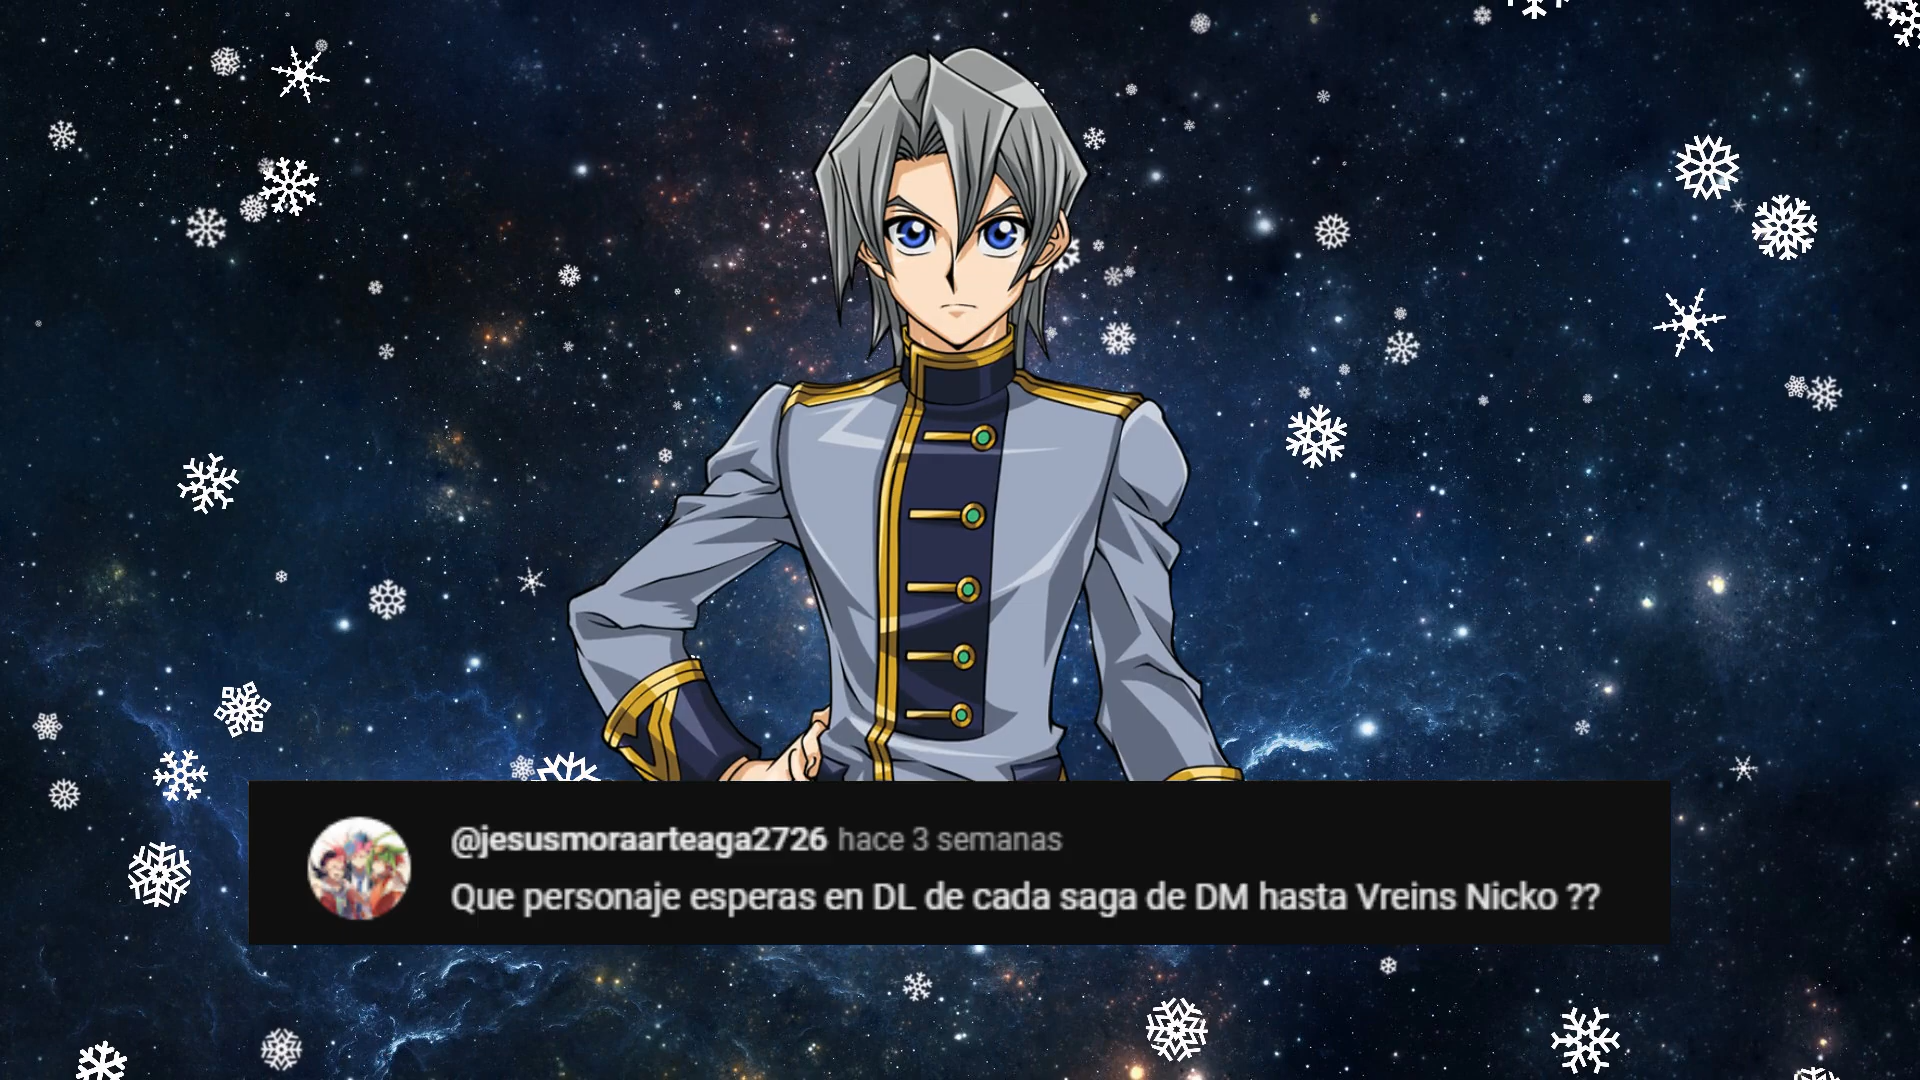 @jesusmoraarteaga2726 hace 3 semanas
Que personaje esperas en DL de cada saga de DM hasta Vreins Nicko ??